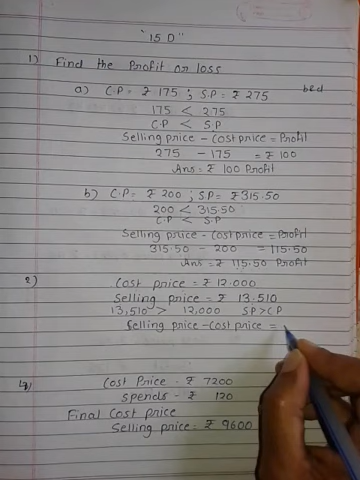 "15 D"
1) Find the Profit or loss
a) C.P = ₹ 175 ; S.P = ₹ 275
175 < 275
C.P < S.P
Selling price - Cost price = Profit
275 - 175 = ₹ 100
Ans = ₹ 100 Profit
b) C.P = ₹ 200 ; SP = ₹ 315.50
200 < 315.50
C.P < S.P
Selling price - Cost price = Profit
315.50 - 200 = 115.50
Ans = ₹ 115.50 Profit
2) Cost price = ₹ 12.000
Selling price = ₹ 13.510
13,510 > 12,000 SP > CP
Selling price - Cost price =
Cost Price - ₹ 7200
spends - ₹ 120
Final Cost price
Selling price = ₹ 9600